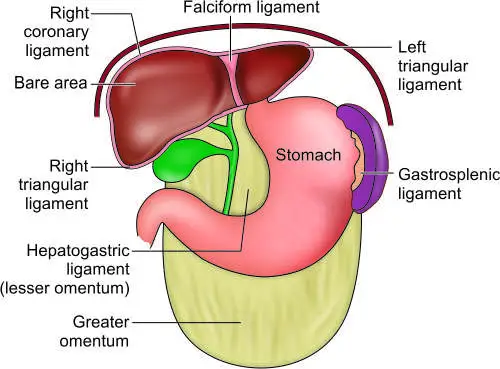 Falciform ligament
Right
coronary
ligament
Bare area
Left
triangular
ligament
Right
triangular
ligament
Stomach
Gastrosplenic
ligament
Hepatogastric
ligament
(lesser omentum)
Greater
omentum